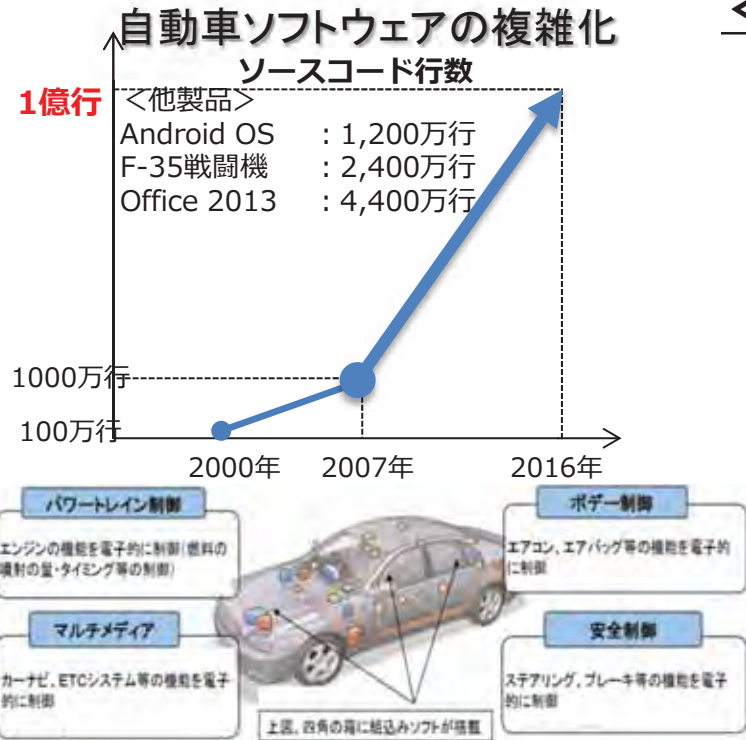 自動車ソフトウェアの複雑化
ソースコード行数
1億行
<他製品>
Android OS : 1,200万行
F-35戦闘機 : 2,400万行
Office 2013 : 4,400万行
1000万行
100万行
2000年 2007年 2016年
パワートレイン制御
エンジンの機能を電子的に制御(燃料の
噴射の量・タイミング等の制御)
ボデー制御
エアコン、エアバッグ等の機能を電子的
に制御
マルチメディア
カーナビ、ETCシステム等の機能を電子
的に制御
安全制御
ステアリング、ブレーキ等の機能を電子
的に制御
上図、四角の箱に組込みソフトが搭載